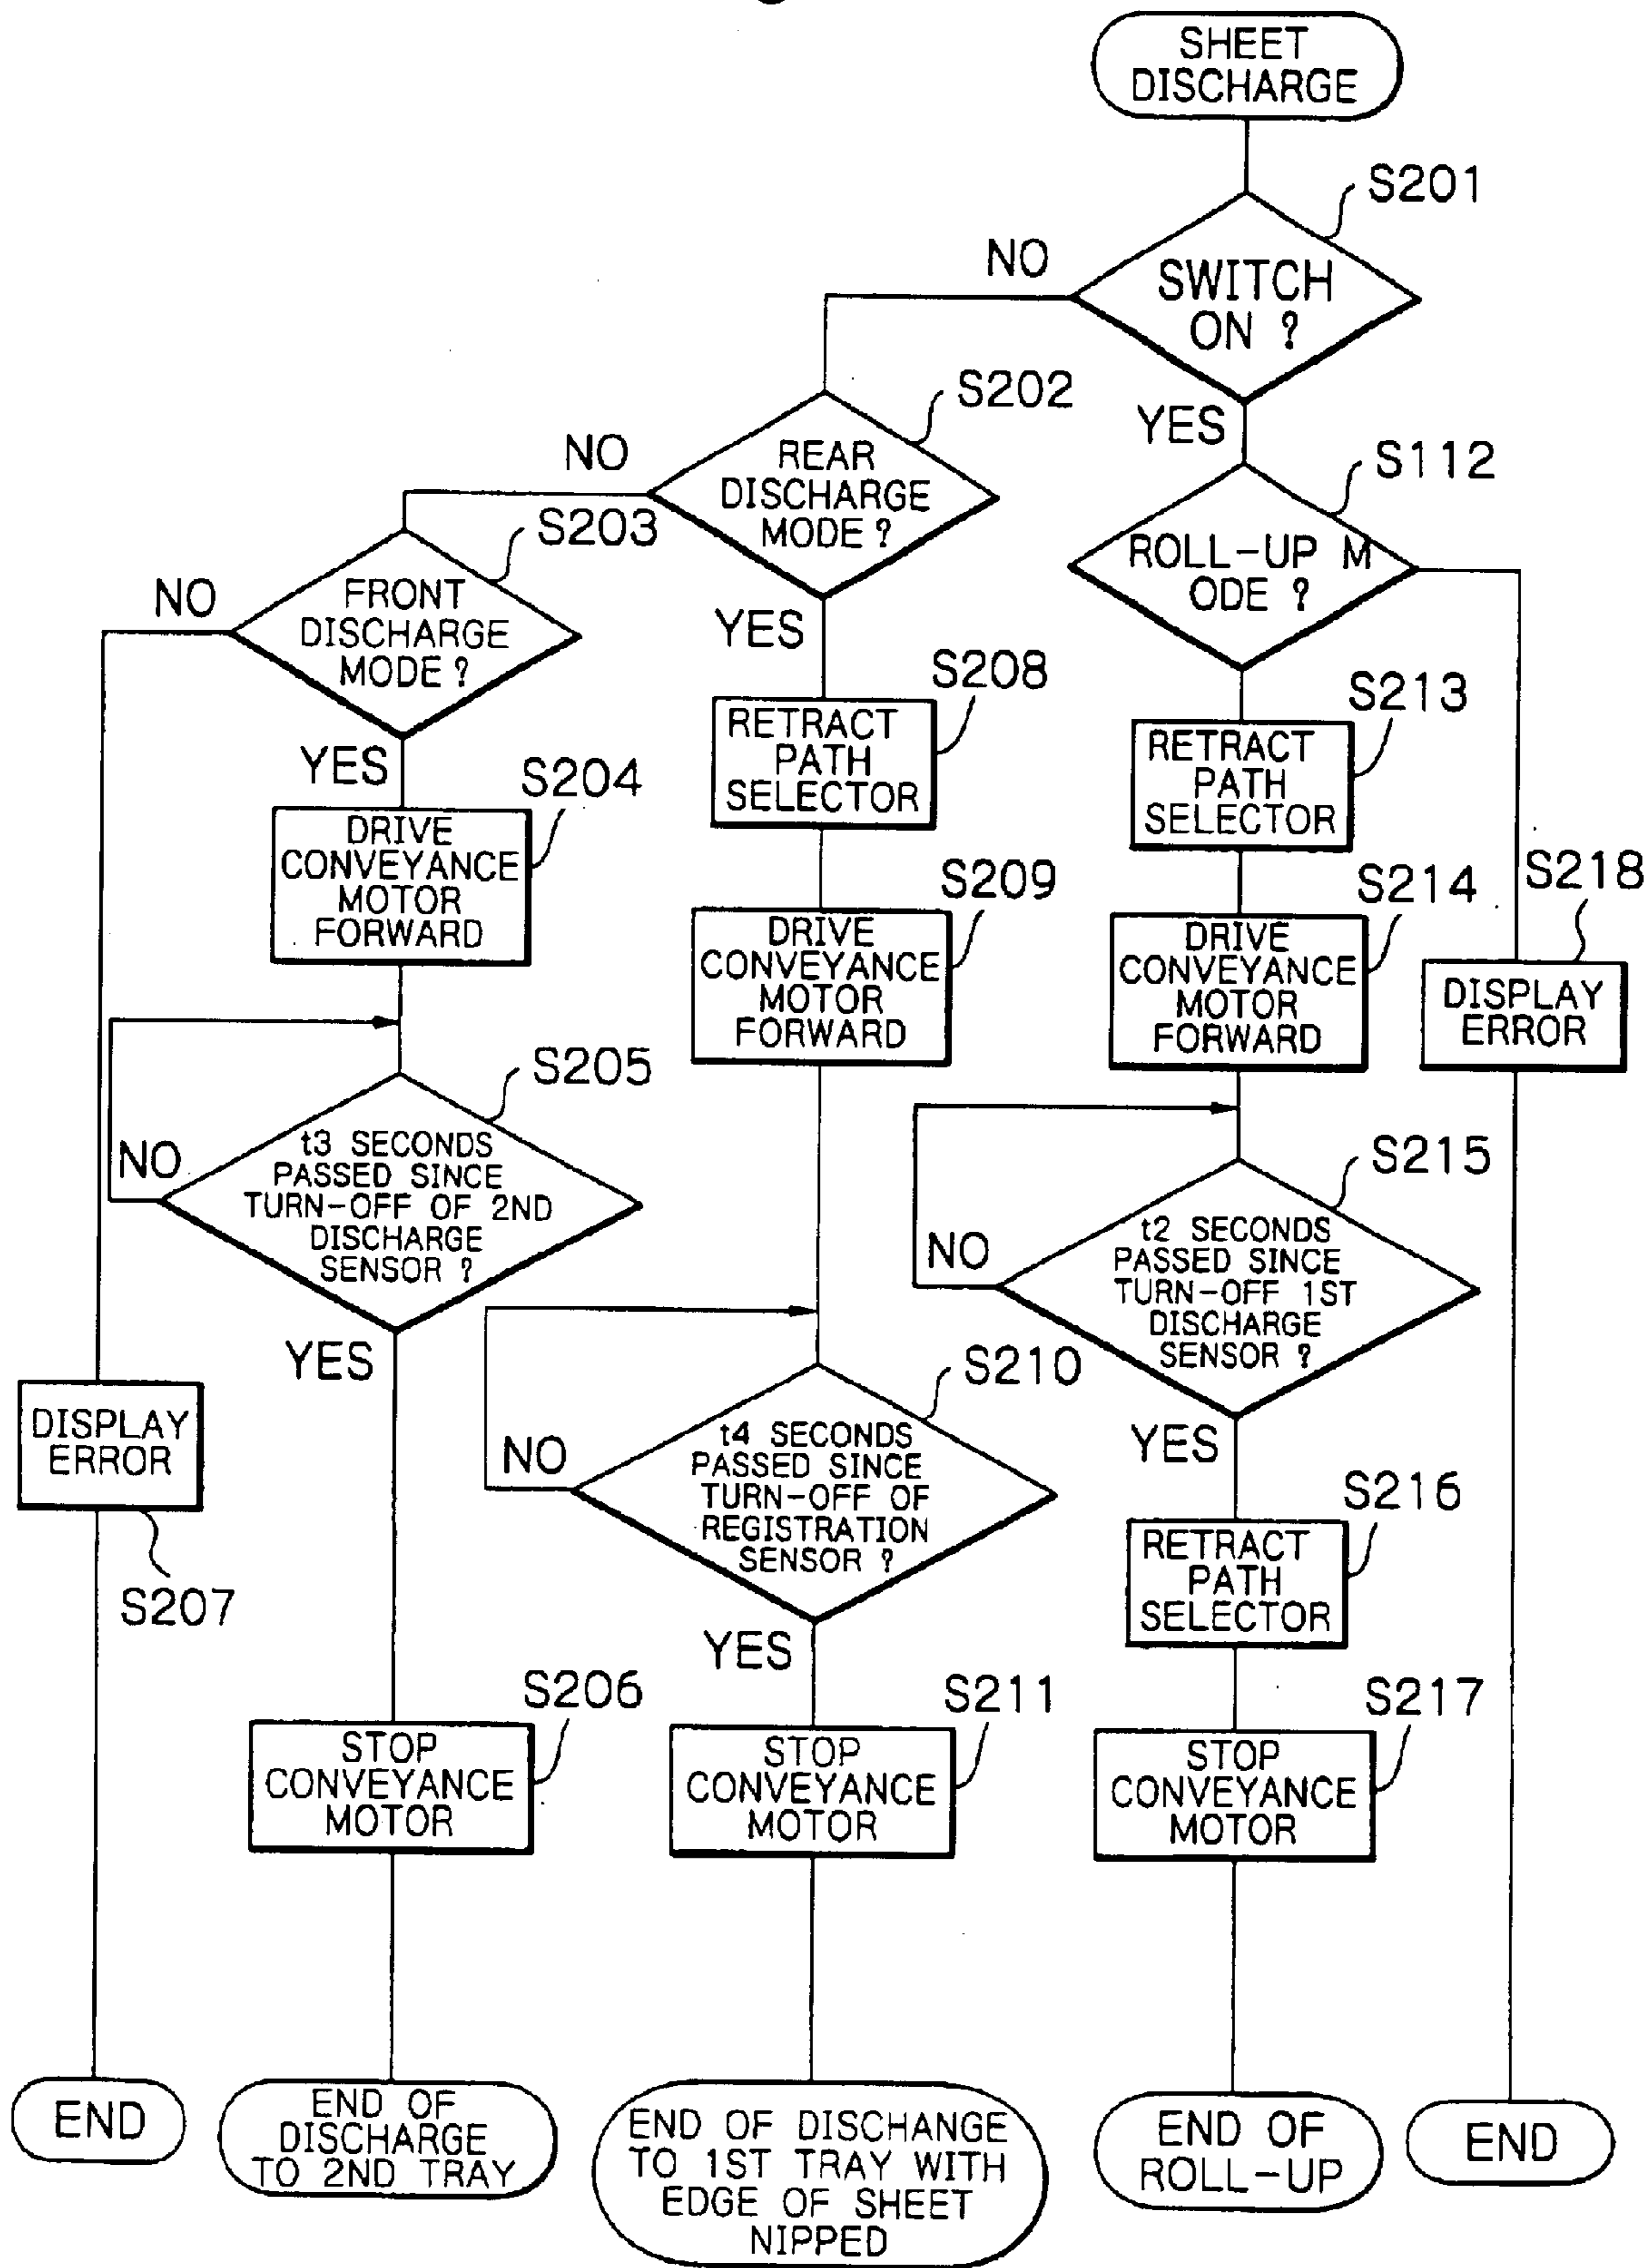 SHEET
DISCHARGE
S201
NO
SWITCH
ON ?
YES
S202
NO
REAR
DISCHARGE
MODE ?
YES
S112
ROLL-UP M
ODE ?
S203
NO
FRONT
DISCHARGE
MODE ?
YES
S208
RETRACT
PATH
SELECTOR
S213
RETRACT
PATH
SELECTOR
S204
DRIVE
CONVEYANCE
MOTOR
FORWARD
S209
DRIVE
CONVEYANCE
MOTOR
FORWARD
S214
DRIVE
CONVEYANCE
MOTOR
FORWARD
S218
DISPLAY
ERROR
S205
NO
t3 SECONDS
PASSED SINCE
TURN-OFF OF 2ND
DISCHARGE
SENSOR ?
YES
S215
NO
t2 SECONDS
PASSED SINCE
TURN-OFF 1ST
DISCHARGE
SENSOR ?
YES
S210
NO
t4 SECONDS
PASSED SINCE
TURN-OFF OF
REGISTRATION
SENSOR ?
YES
DISPLAY
ERROR
S207
S216
RETRACT
PATH
SELECTOR
S206
STOP
CONVEYANCE
MOTOR
S211
STOP
CONVEYANCE
MOTOR
S217
STOP
CONVEYANCE
MOTOR
END
END OF
DISCHARGE
TO 2ND TRAY
END OF DISCHANGE
TO 1ST TRAY WITH
EDGE OF SHEET
NIPPED
END OF
ROLL-UP
END